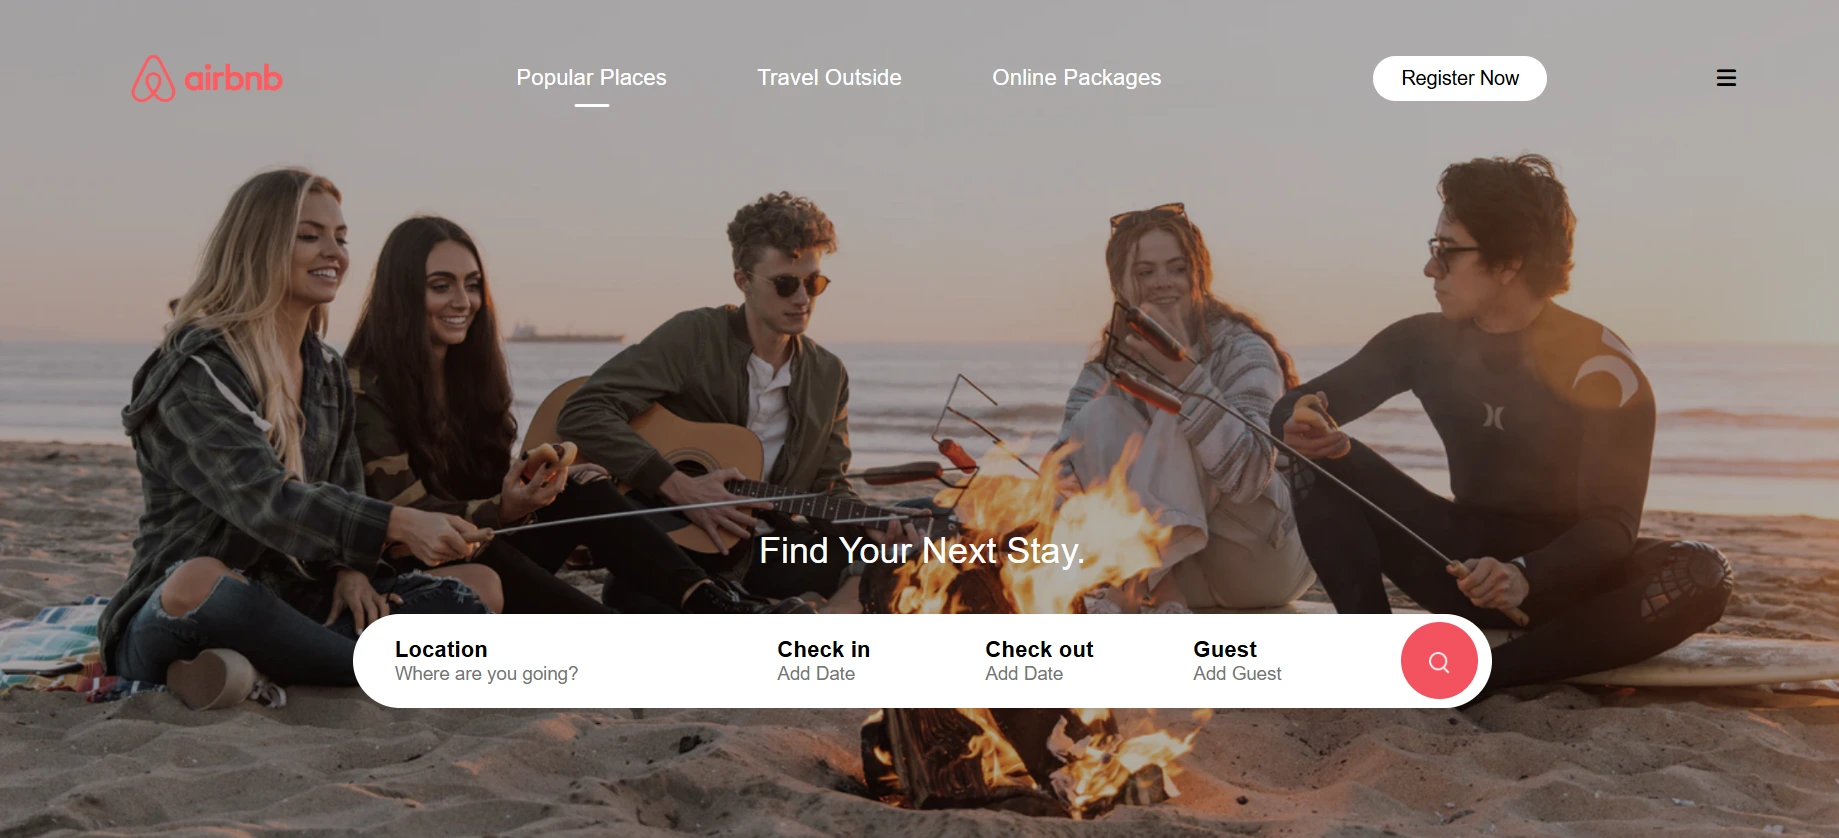 airbnb
Popular Places
Travel Outside
Online Packages
Register Now
Find Your Next Stay.
Location
Where are you going?
Check in
Add Date
Check out
Add Date
Guest
Add Guest